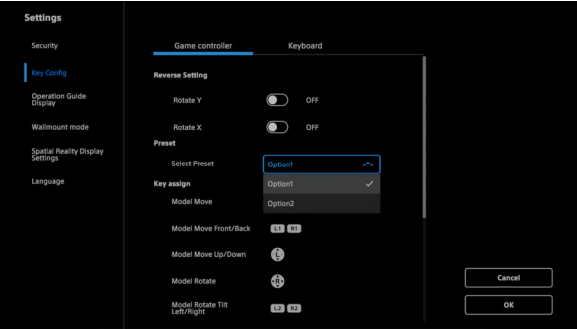 Settings
Security
Key Config
Operation Guide
Display
Wallmount mode
Spatial Reality Display
Settings
Language
Game controller
Keyboard
Reverse Setting
Rotate Y
OFF
Rotate X
OFF
Preset
Select Preset
Option1
Option1
Option2
Key assign
Model Move
Model Move Front/Back
L1 R1
Model Move Up/Down
L
Model Rotate
R
Model Rotate Tilt
Left/Right
L2 R2
Cancel
OK